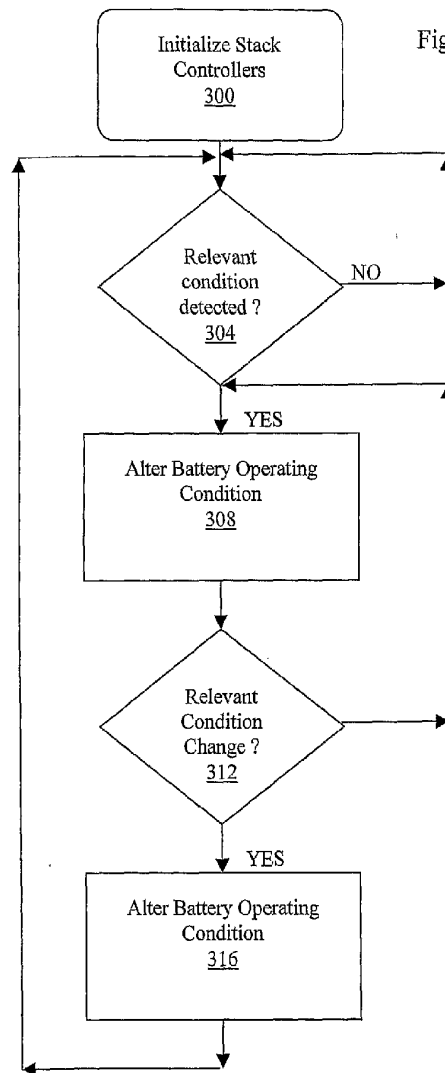 Initialize Stack
Controllers
300
Fig
Relevant
condition
detected ?
304
NO
YES
Alter Battery Operating
Condition
308
Relevant
Condition
Change ?
312
YES
Alter Battery Operating
Condition
316